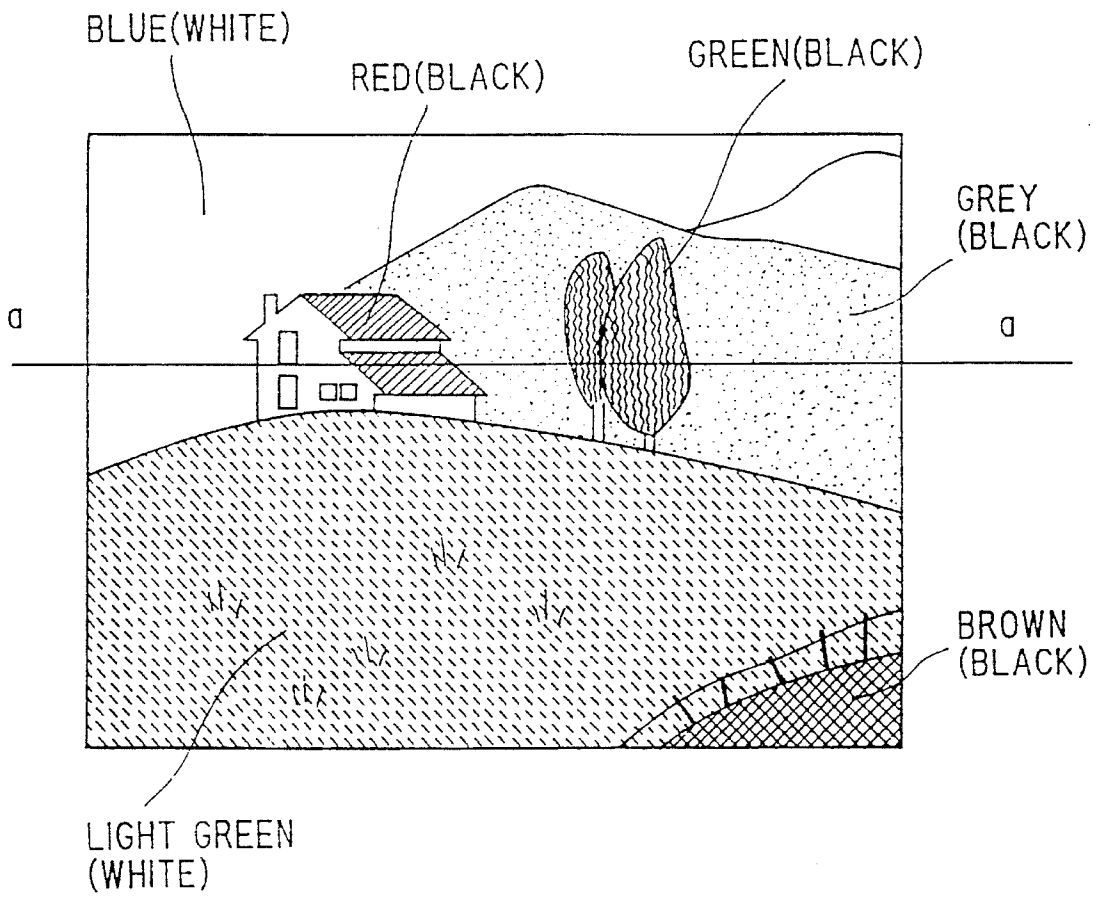 BLUE(WHITE)
RED(BLACK)
GREEN(BLACK)
GREY
(BLACK)
a
a
BROWN
(BLACK)
LIGHT GREEN
(WHITE)